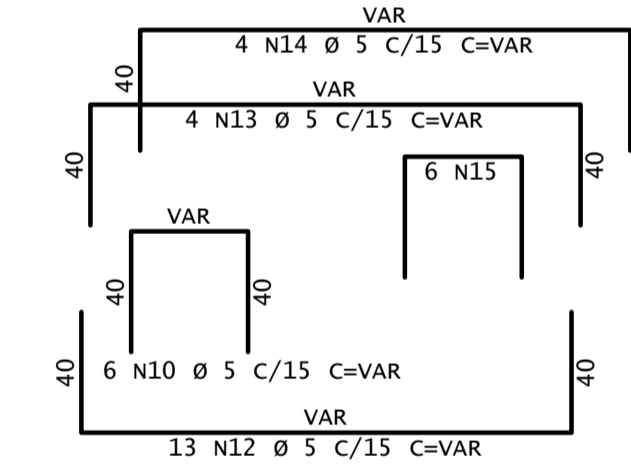 VAR
4 N14 Ø 5 C/15 C=VAR
40
VAR
4 N13 Ø 5 C/15 C=VAR
40
40
6 N15
VAR
40
40
6 N10 Ø 5 C/15 C=VAR
40
40
VAR
13 N12 Ø 5 C/15 C=VAR